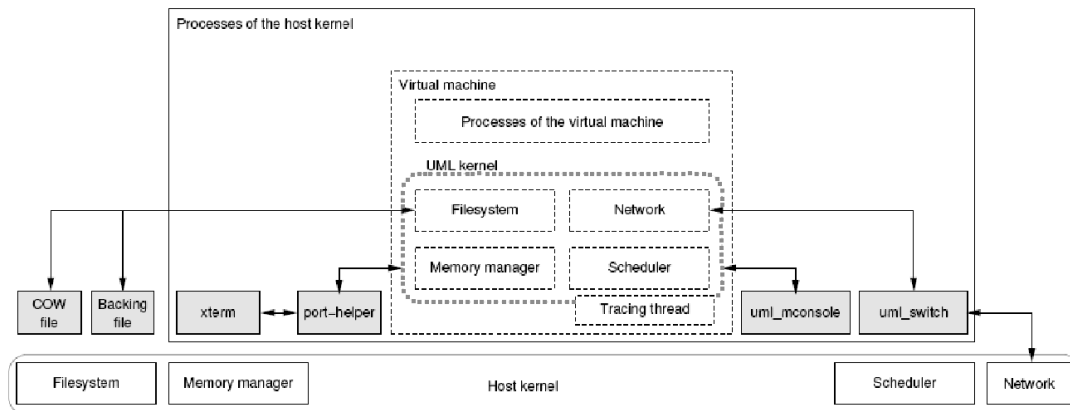 Processes of the host kernel
Virtual machine
Processes of the virtual machine
UML kernel
Filesystem
Network
Memory manager
Scheduler
Tracing thread
COW
file
Backing
file
xterm
port-helper
uml_mconsole
uml_switch
Filesystem
Memory manager
Host kernel
Scheduler
Network